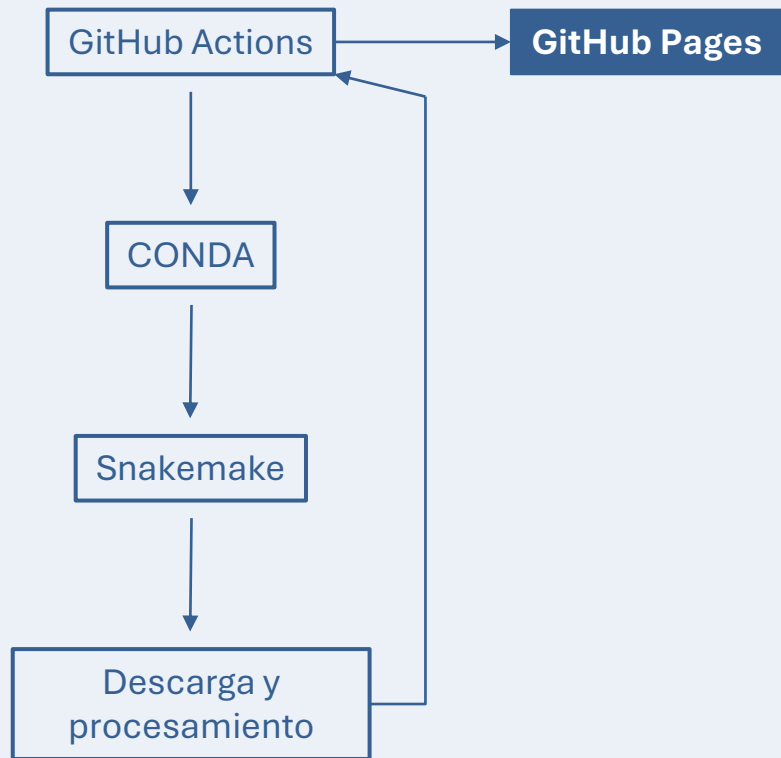 GitHub Actions
GitHub Pages
CONDA
Snakemake
Descarga y
procesamiento